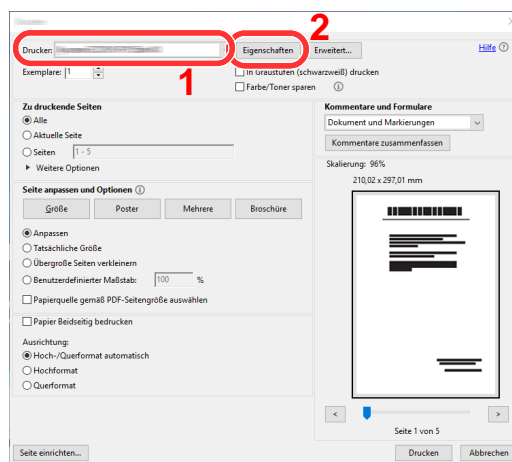 2
Drucker:
Eigenschaften
Erweitert...
Hilfe
1
Exemplare: 1
In Graustufen (schwarzweiß) drucken
Farbe/Toner sparen
Zu druckende Seiten
Alle
Aktuelle Seite
Seiten 1 - 5
Weitere Optionen
Seite anpassen und Optionen
Größe Poster Mehrere Broschüre
Anpassen
Tatsächliche Größe
Übergroße Seiten verkleinern
Benutzerdefinierter Maßstab: 100 %
Papierquelle gemäß PDF-Seitengröße auswählen
Papier Beidseitig bedrucken
Ausrichtung:
Hoch-/Querformat automatisch
Hochformat
Querformat
Kommentare und Formulare
Dokument und Markierungen
Kommentare zusammenfassen
Skalierung: 96%
210,02 x 297,01 mm
< >
Seite 1 von 5
Seite einrichten...
Drucken
Abbrechen